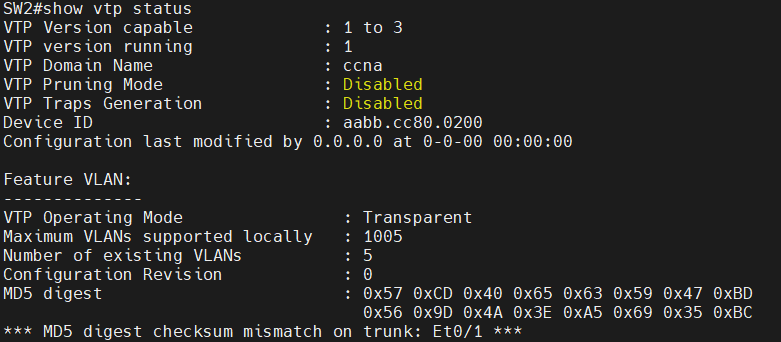 SW2#show vtp status
VTP Version capable             : 1 to 3
VTP version running             : 1
VTP Domain Name                 : ccna
VTP Pruning Mode                : Disabled
VTP Traps Generation            : Disabled
Device ID                       : aabb.cc80.0200
Configuration last modified by 0.0.0.0 at 0-0-00 00:00:00
Feature VLAN:
--------------
VTP Operating Mode                : Transparent
Maximum VLANs supported locally   : 1005
Number of existing VLANs          : 5
Configuration Revision            : 0
MD5 digest                        : 0x57 0xCD 0x40 0x65 0x63 0x59 0x47 0xBD
                                    0x56 0x9D 0x4A 0x3E 0xA5 0x69 0x35 0xBC
*** MD5 digest checksum mismatch on trunk: Et0/1 ***